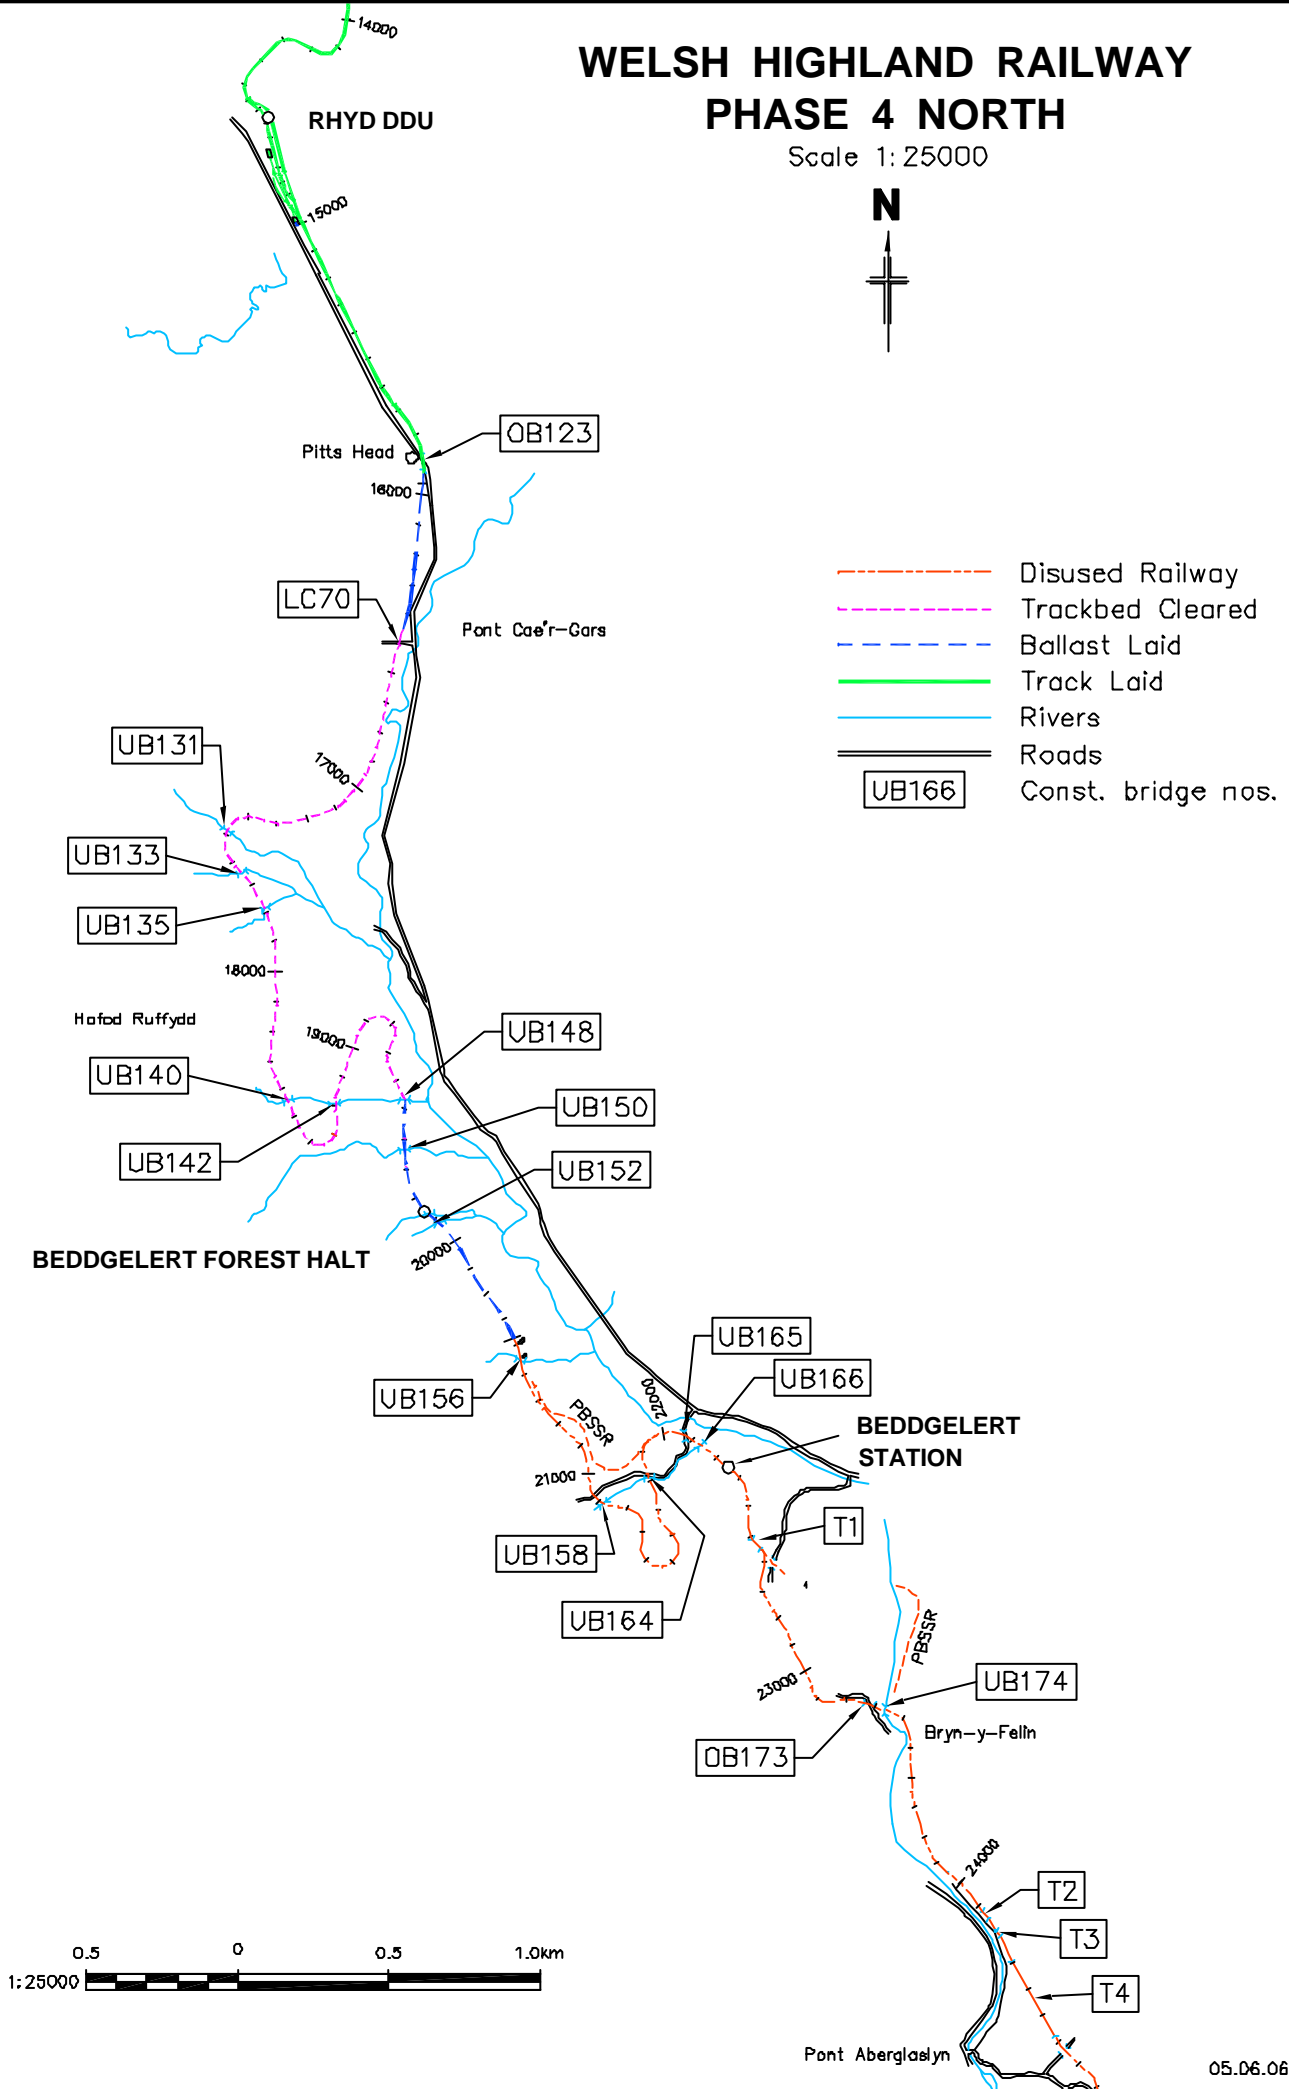 WELSH HIGHLAND RAILWAY
PHASE 4 NORTH
Scale 1:25000
N
14000
RHYD DDU
15000
OB123
Pitts Head
16000
LC70
Pont Cae'r-Gors
Disused Railway
Trackbed Cleared
Ballast Laid
Track Laid
Rivers
Roads
UB166
Const. bridge nos.
UB131
17000
UB133
UB135
18000
Hafod Ruffydd
19000
UB148
UB140
UB150
UB142
UB152
BEDDGELERT FOREST HALT
20000
UB165
UB166
UB156
22000
PBSSR
BEDDGELERT
STATION
21000
T1
UB158
UB164
PBSSR
23000
UB174
Bryn-y-Felin
OB173
24000
T2
T3
T4
0.5
0
0.5
1.0km
1:25000
Pont Aberglaslyn
05.06.06